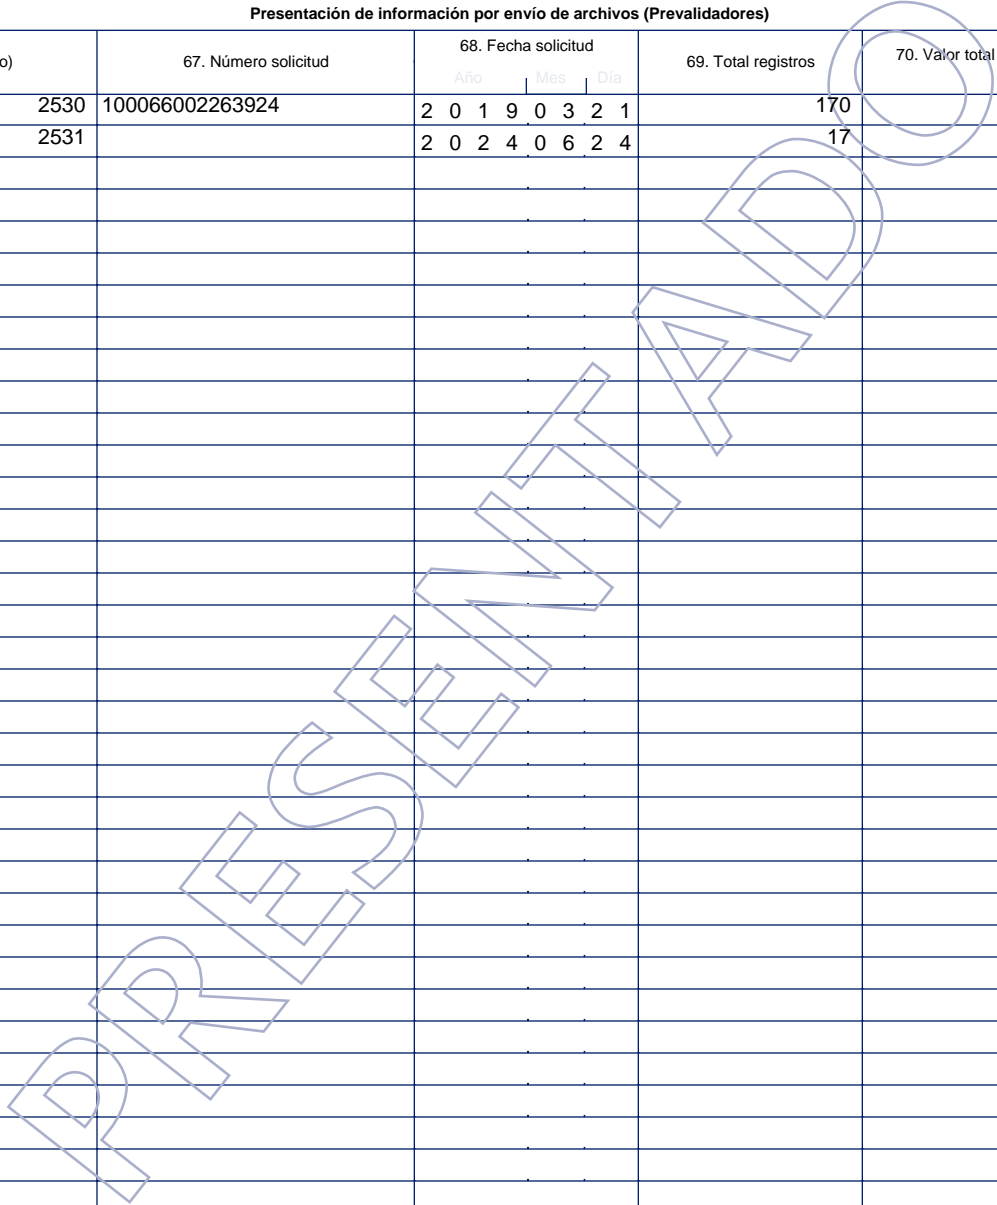 Presentación de información por envío de archivos (Prevalidadores)
o) 67. Número solicitud 68. Fecha solicitud 69. Total registros 70. Valor total
Año Mes Día
2530 100066002263924 2 0 1 9 0 3 2 1 170
2531 2 0 2 4 0 6 2 4 17
PRESENTADO